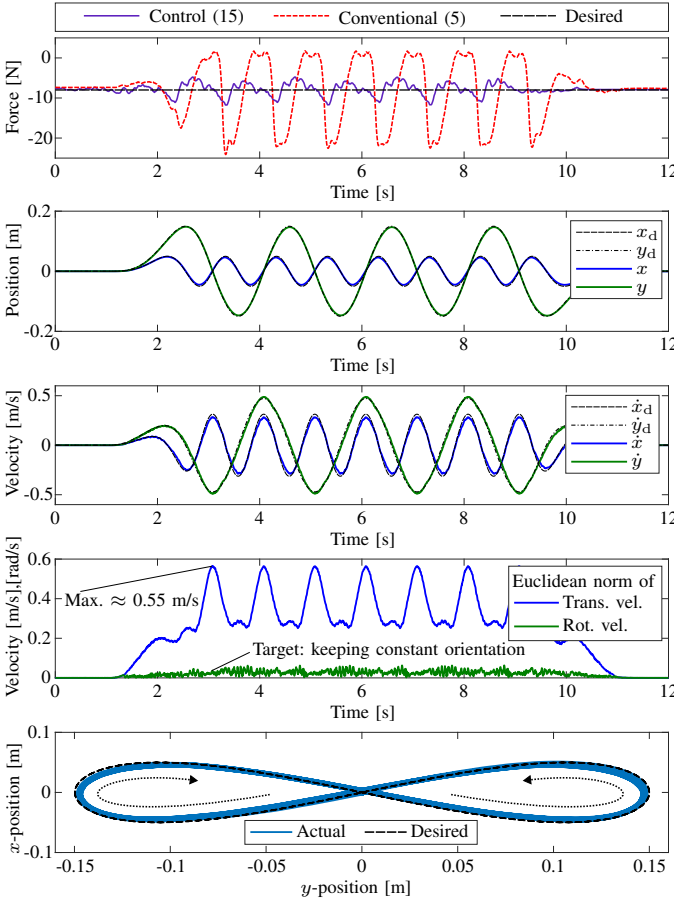 Control (15) Conventional (5) Desired
Force [N]
0
-10
-20
0 2 4 6 8 10 12
Time [s]
Position [m]
0.2
0
-0.2
x_d
y_d
x
y
0 2 4 6 8 10 12
Time [s]
Velocity [m/s]
0.5
0
-0.5
ẋ_d
ẏ_d
ẋ
ẏ
0 2 4 6 8 10 12
Time [s]
Velocity [m/s],[rad/s]
0.6
0.4
0.2
0
Max. ≈ 0.55 m/s
Target: keeping constant orientation
Euclidean norm of
Trans. vel.
Rot. vel.
0 2 4 6 8 10 12
Time [s]
x-position [m]
0.1
0
-0.1
Actual Desired
-0.15 -0.1 -0.05 0 0.05 0.1 0.15
y-position [m]